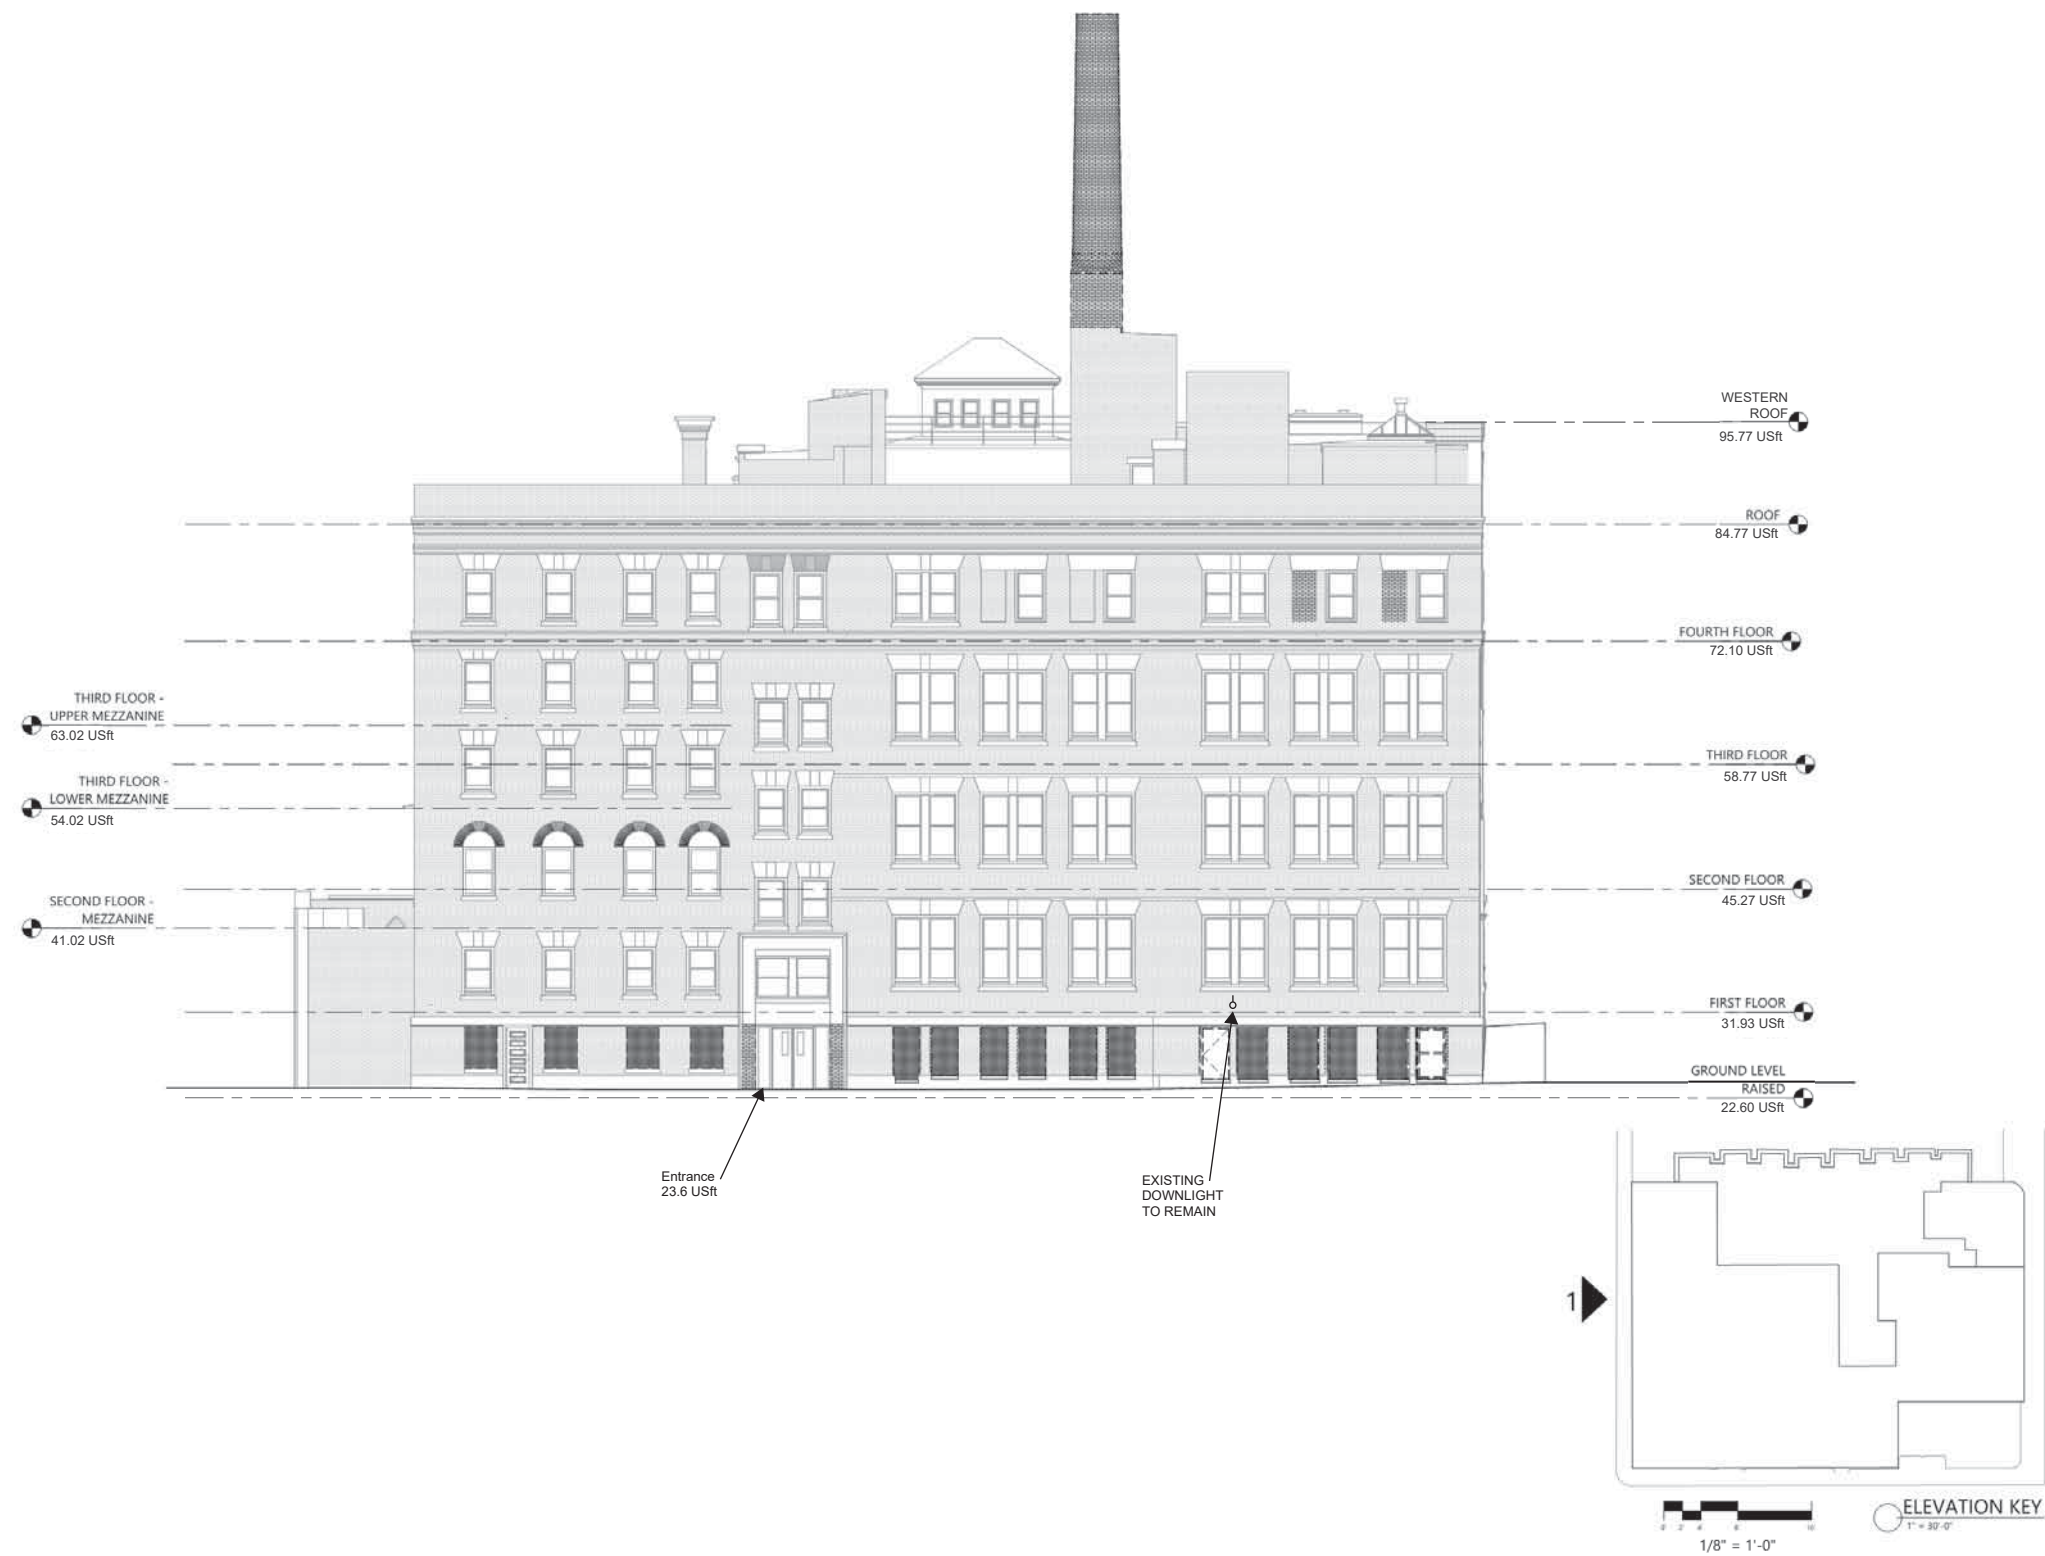 WESTERN
ROOF
95.77 USft
ROOF
84.77 USft
FOURTH FLOOR
72.10 USft
THIRD FLOOR -
UPPER MEZZANINE
63.02 USft
THIRD FLOOR
58.77 USft
THIRD FLOOR -
LOWER MEZZANINE
54.02 USft
SECOND FLOOR
45.27 USft
SECOND FLOOR -
MEZZANINE
41.02 USft
FIRST FLOOR
31.93 USft
GROUND LEVEL
RAISED
22.60 USft
Entrance
23.6 USft
EXISTING
DOWNLIGHT
TO REMAIN
1
ELEVATION KEY
1" = 30'-0"
1/8" = 1'-0"